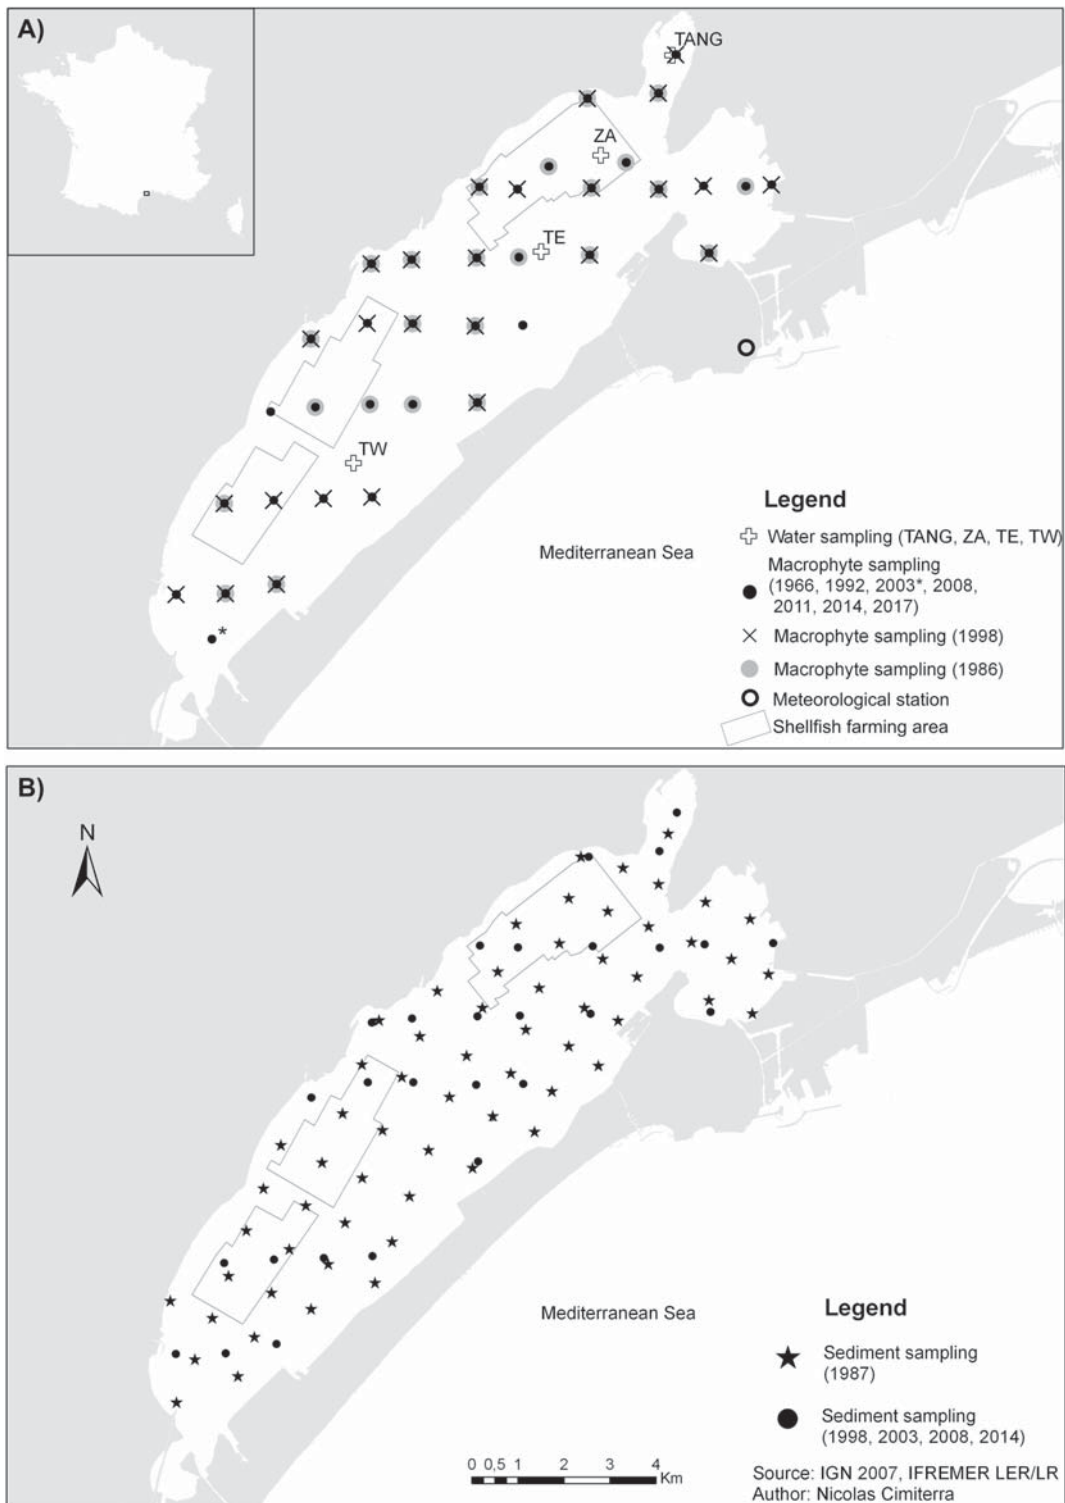 A)
TANG
ZA
TE
TW
Mediterranean Sea
Legend
Water sampling (TANG, ZA, TE, TW)
Macrophyte sampling
(1966, 1992, 2003*, 2008,
2011, 2014, 2017)
Macrophyte sampling (1998)
Macrophyte sampling (1986)
Meteorological station
Shellfish farming area
*
B)
N
Mediterranean Sea
Legend
Sediment sampling
(1987)
Sediment sampling
(1998, 2003, 2008, 2014)
0 0,5 1 2 3 4
Km
Source: IGN 2007, IFREMER LER/LR
Author: Nicolas Cimiterra